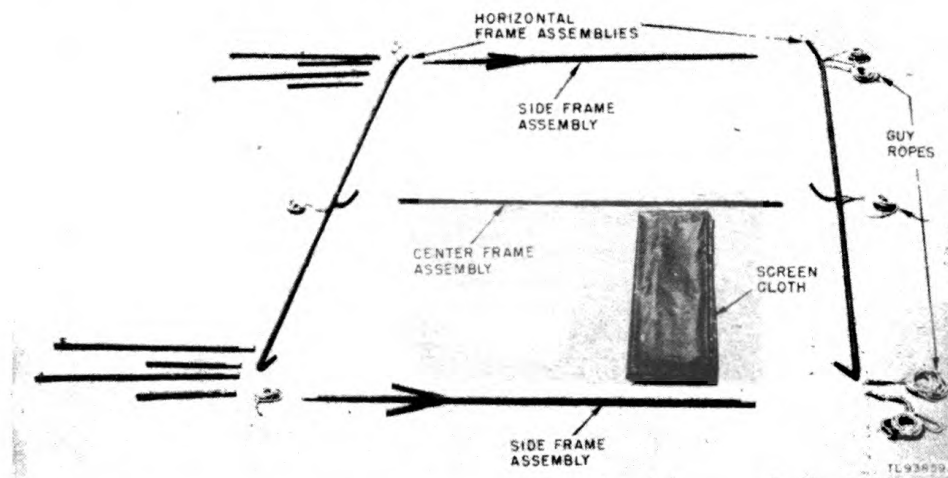 HORIZONTAL
FRAME ASSEMBLIES
SIDE FRAME
ASSEMBLY
GUY
ROPES
CENTER FRAME
ASSEMBLY
SCREEN
CLOTH
SIDE FRAME
ASSEMBLY
TL93859